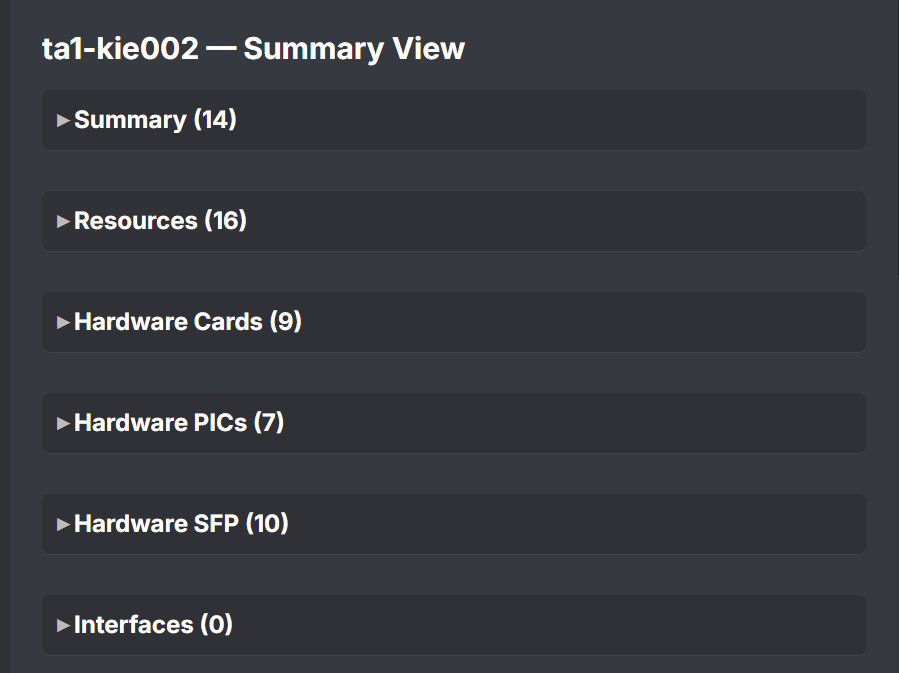 ta1-kie002 — Summary View
▶ Summary (14)
▶ Resources (16)
▶ Hardware Cards (9)
▶ Hardware PICs (7)
▶ Hardware SFP (10)
▶ Interfaces (0)